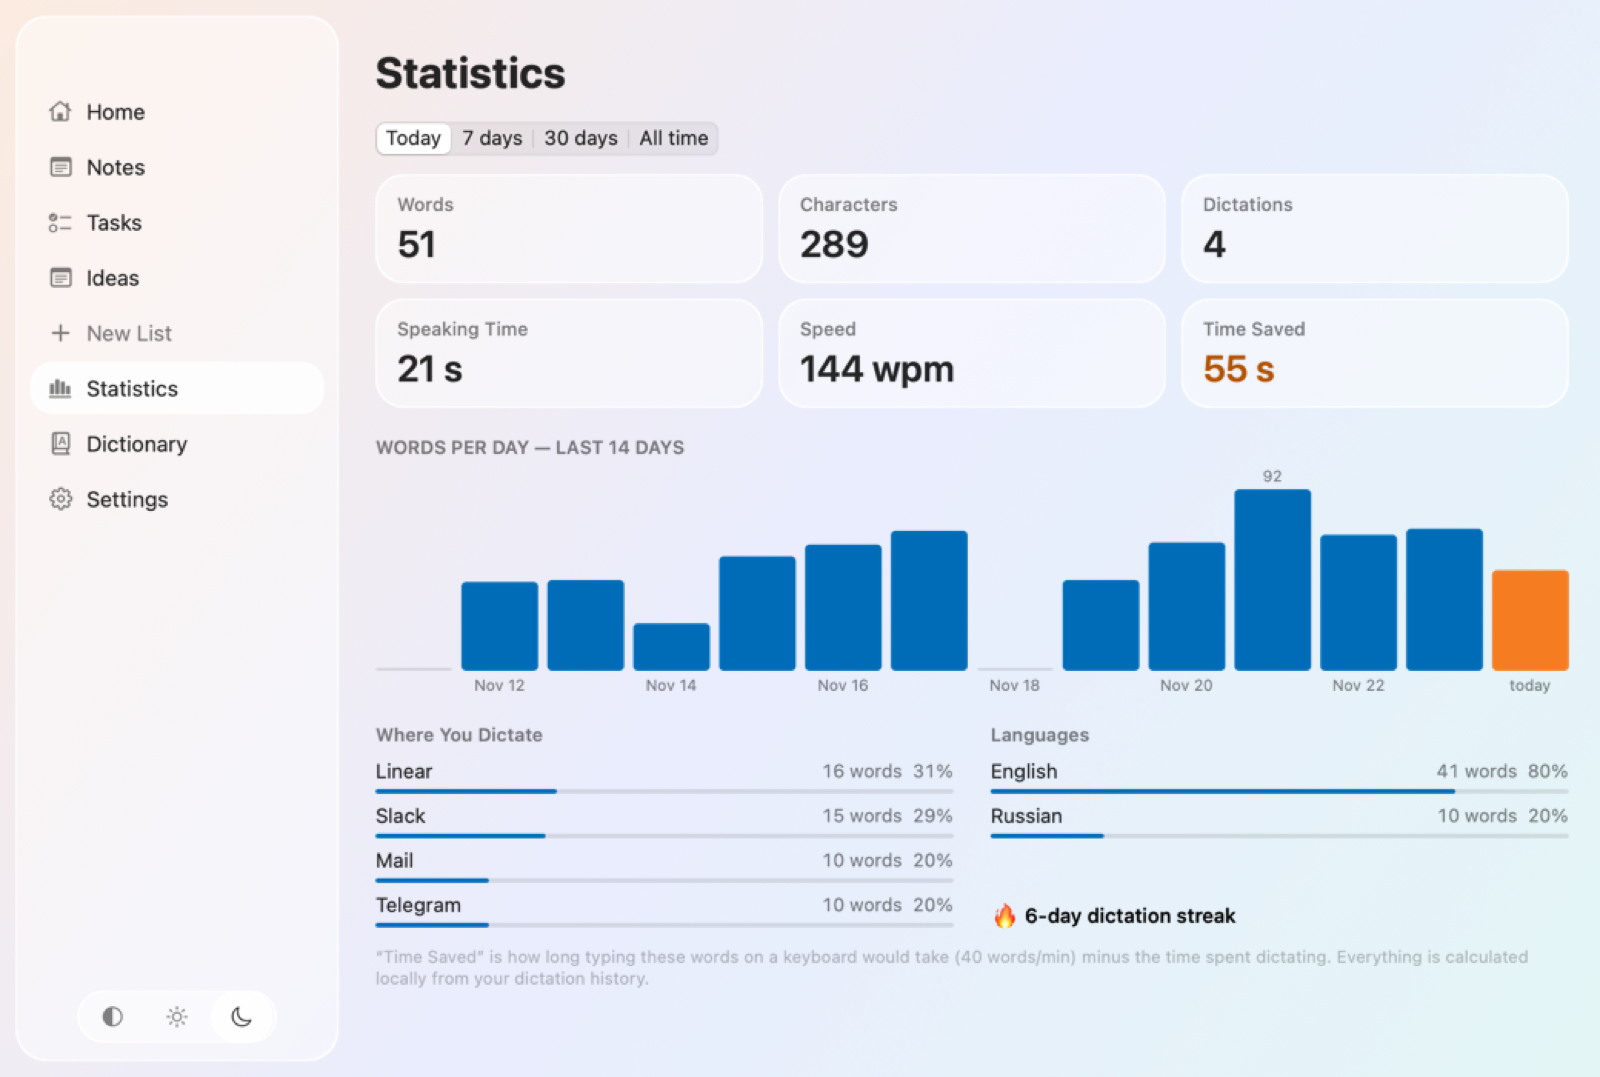 Home
Notes
Tasks
Ideas
New List
Statistics
Dictionary
Settings
Statistics
Today 7 days 30 days All time
Words
51
Characters
289
Dictations
4
Speaking Time
21 s
Speed
144 wpm
Time Saved
55 s
WORDS PER DAY — LAST 14 DAYS
92
Nov 12 Nov 14 Nov 16 Nov 18 Nov 20 Nov 22 today
Where You Dictate
Linear 16 words 31%
Slack 15 words 29%
Mail 10 words 20%
Telegram 10 words 20%
Languages
English 41 words 80%
Russian 10 words 20%
🔥 6-day dictation streak
“Time Saved” is how long typing these words on a keyboard would take (40 words/min) minus the time spent dictating. Everything is calculated
locally from your dictation history.